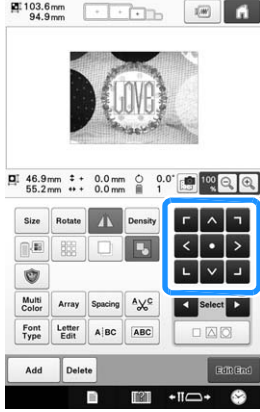 103.6mm
94.9mm
LOVE
46.9mm + 0.0mm 0.0°
55.2mm + 0.0mm 1
100 %
Size Rotate Density
Multi Color Array Spacing A C
Select
Font Type Letter Edit A BC ABC
Add Delete Edit End